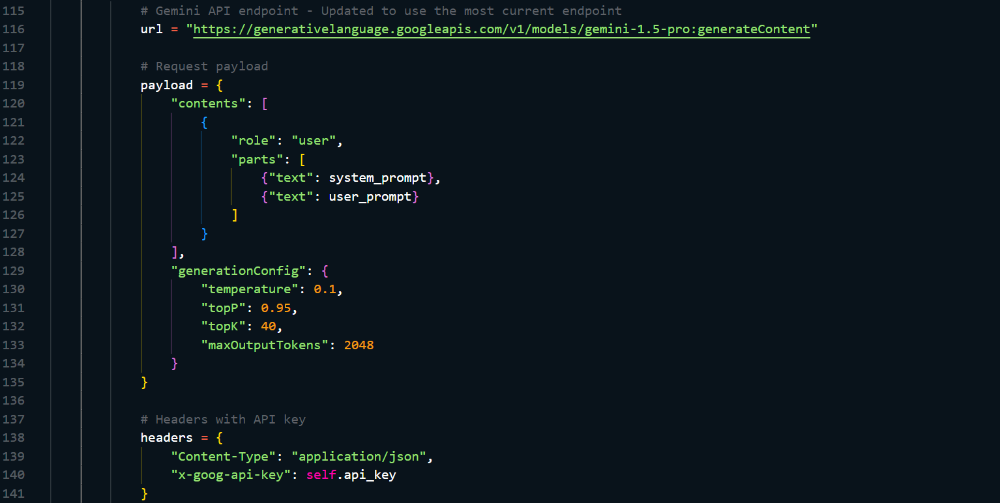 115 # Gemini API endpoint - Updated to use the most current endpoint
116 url = "https://generativelanguage.googleapis.com/v1/models/gemini-1.5-pro:generateContent"
117
118 # Request payload
119 payload = {
120     "contents": [
121         {
122             "role": "user",
123             "parts": [
124                 {"text": system_prompt},
125                 {"text": user_prompt}
126             ]
127         }
128     ],
129     "generationConfig": {
130         "temperature": 0.1,
131         "topP": 0.95,
132         "topK": 40,
133         "maxOutputTokens": 2048
134     }
135 }
136
137 # Headers with API key
138 headers = {
139     "Content-Type": "application/json",
140     "x-goog-api-key": self.api_key
141 }